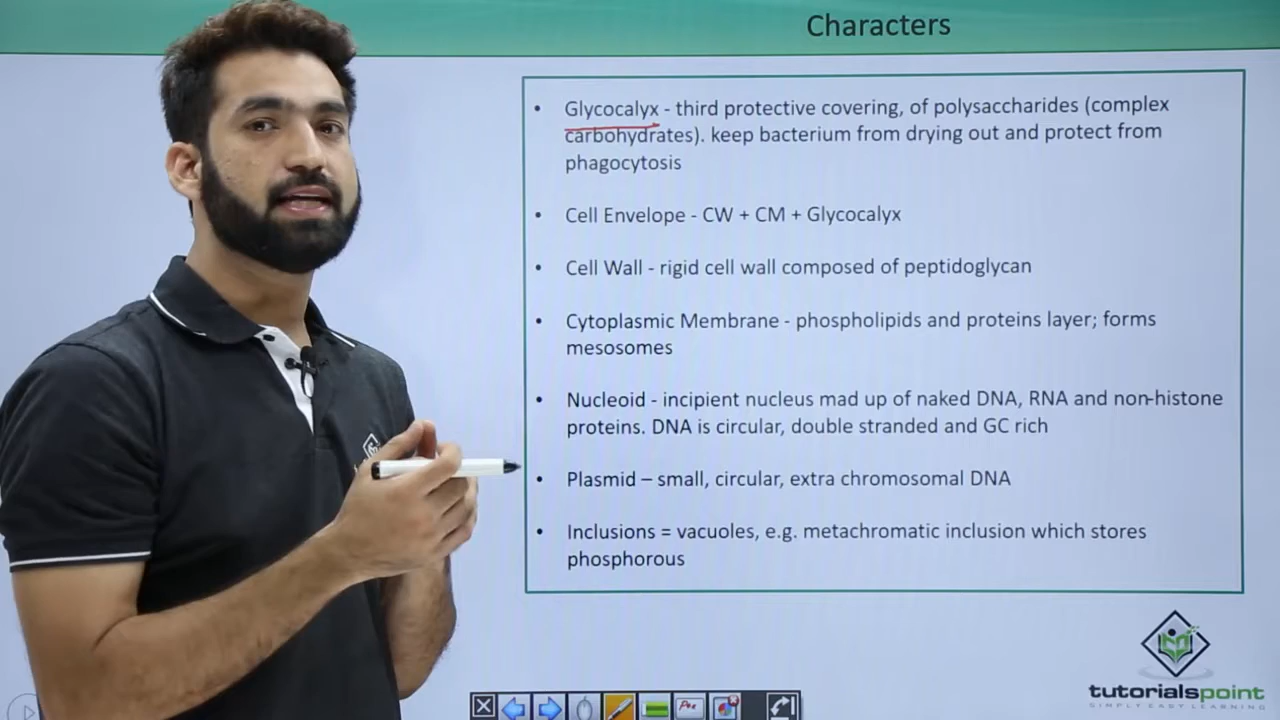 Characters
• Glycocalyx - third protective covering, of polysaccharides (complex
carbohydrates). keep bacterium from drying out and protect from
phagocytosis
• Cell Envelope - CW + CM + Glycocalyx
• Cell Wall - rigid cell wall composed of peptidoglycan
• Cytoplasmic Membrane - phospholipids and proteins layer; forms
mesosomes
• Nucleoid - incipient nucleus mad up of naked DNA, RNA and non-histone
proteins. DNA is circular, double stranded and GC rich
• Plasmid – small, circular, extra chromosomal DNA
• Inclusions = vacuoles, e.g. metachromatic inclusion which stores
phosphorous
tutorialspoint
SIMPLY EASY LEARNING